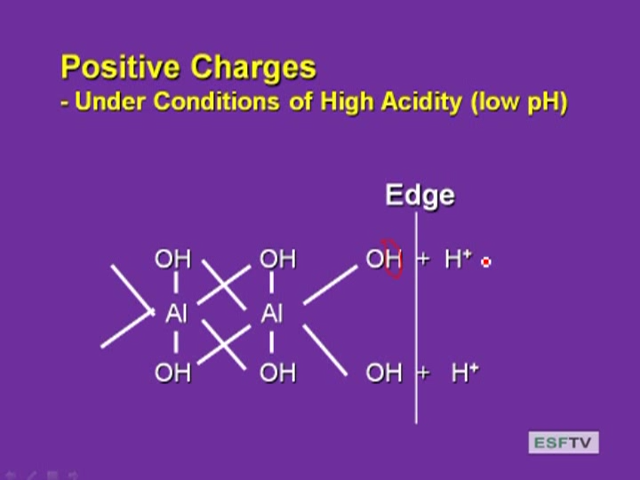 Positive Charges
- Under Conditions of High Acidity (low pH)
Edge
OH OH OH + H⁺
Al Al
OH OH OH + H⁺
ESFTV